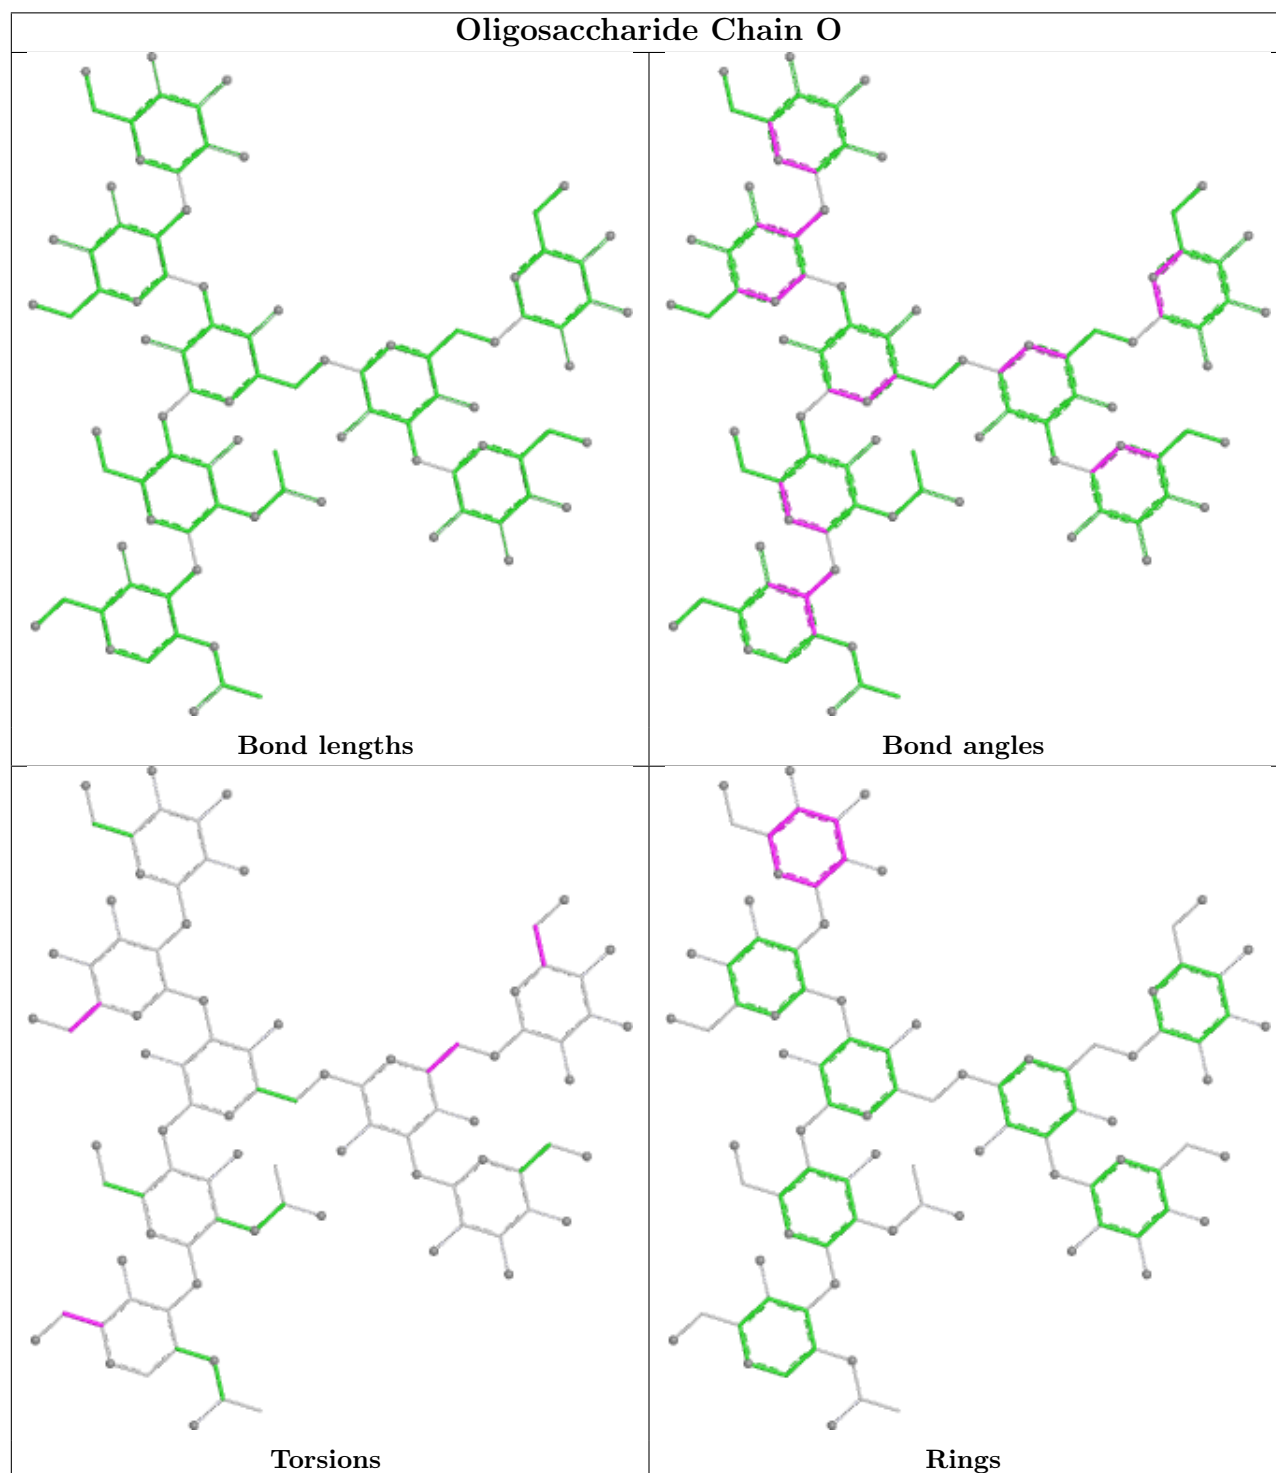 Oligosaccharide Chain O
Bond lengths
Bond angles
Torsions
Rings